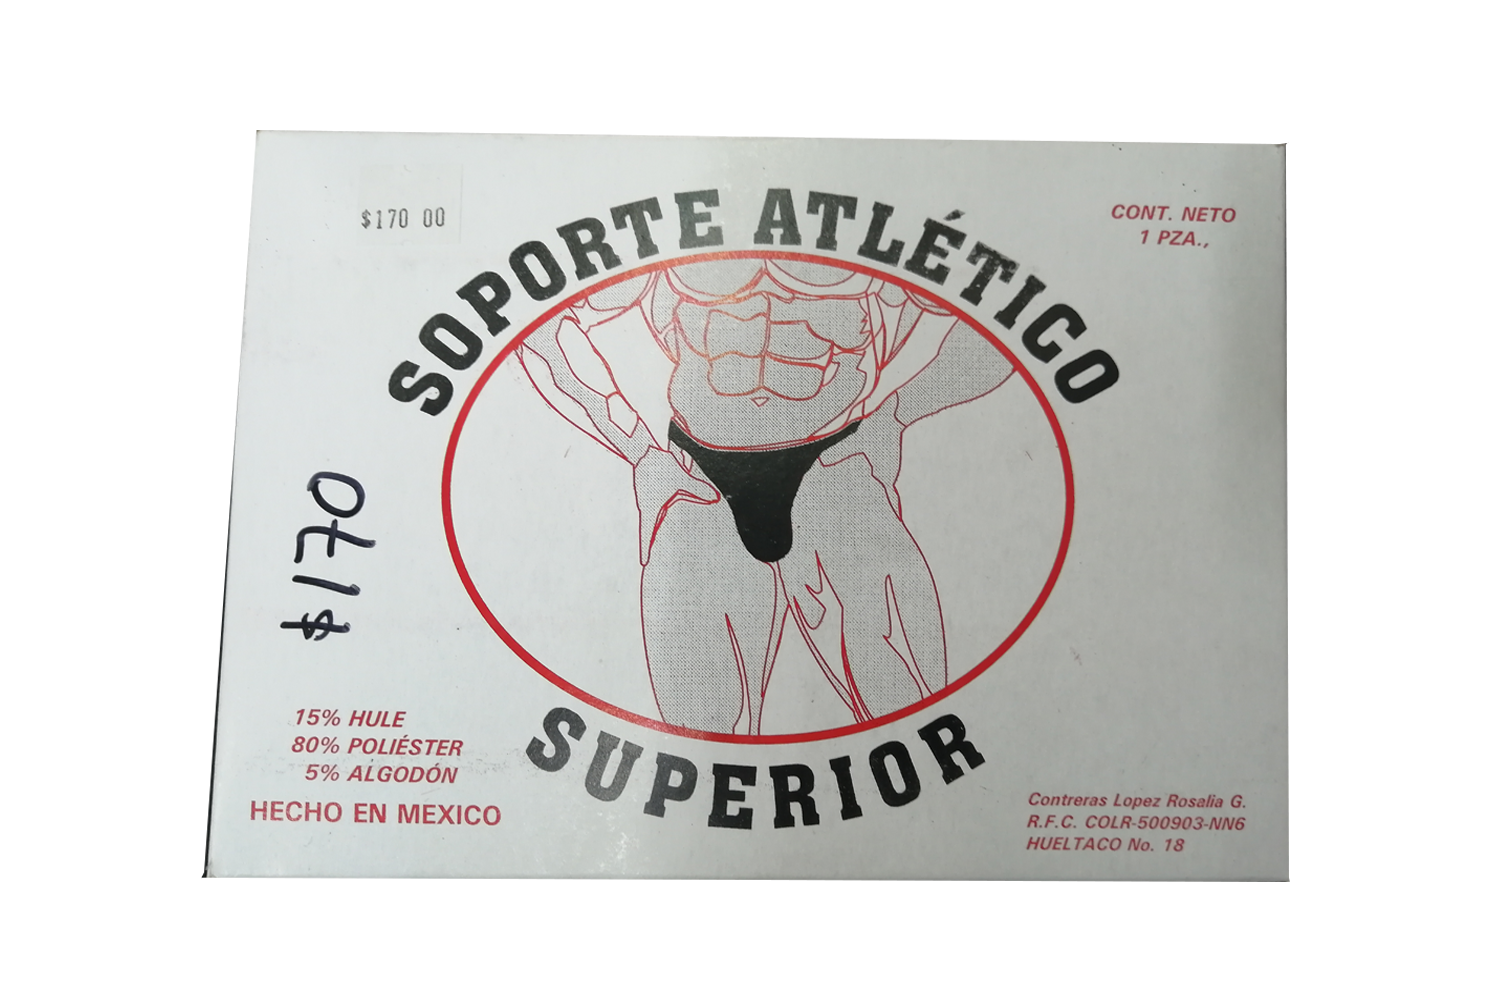 $170 00
CONT. NETO
1 PZA.,
SOPORTE ATLÉTICO
$170
SUPERIOR
15% HULE
80% POLIÉSTER
5% ALGODÓN
HECHO EN MEXICO
Contreras Lopez Rosalia G.
R.F.C. COLR-500903-NN6
HUELTACO No. 18